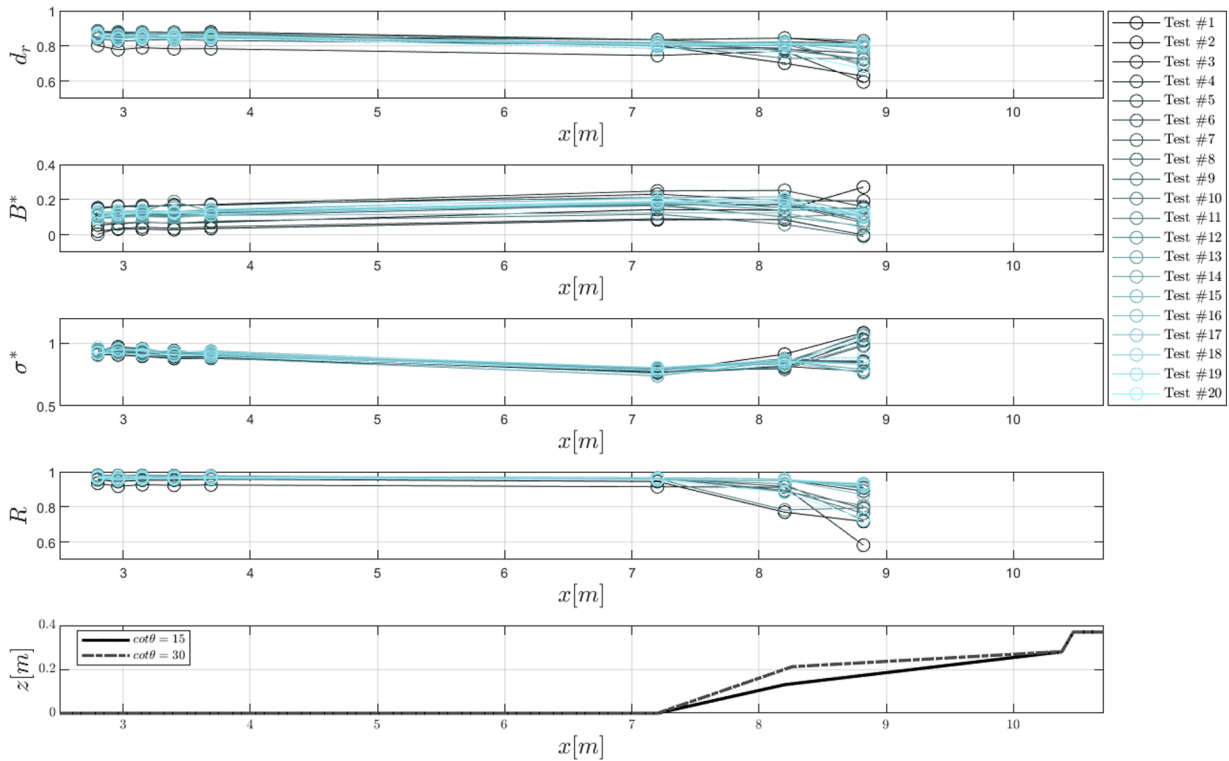 1
0.8
0.6
d_r
3 4 5 6 7 8 9 10
x[m]
0.4
0.2
0
B*
3 4 5 6 7 8 9 10
x[m]
1
0.5
σ*
3 4 5 6 7 8 9 10
x[m]
1
0.8
0.6
R
3 4 5 6 7 8 9 10
x[m]
0.4
0.2
0
z[m]
cotθ = 15
cotθ = 30
3 4 5 6 7 8 9 10
x[m]
Test #1
Test #2
Test #3
Test #4
Test #5
Test #6
Test #7
Test #8
Test #9
Test #10
Test #11
Test #12
Test #13
Test #14
Test #15
Test #16
Test #17
Test #18
Test #19
Test #20